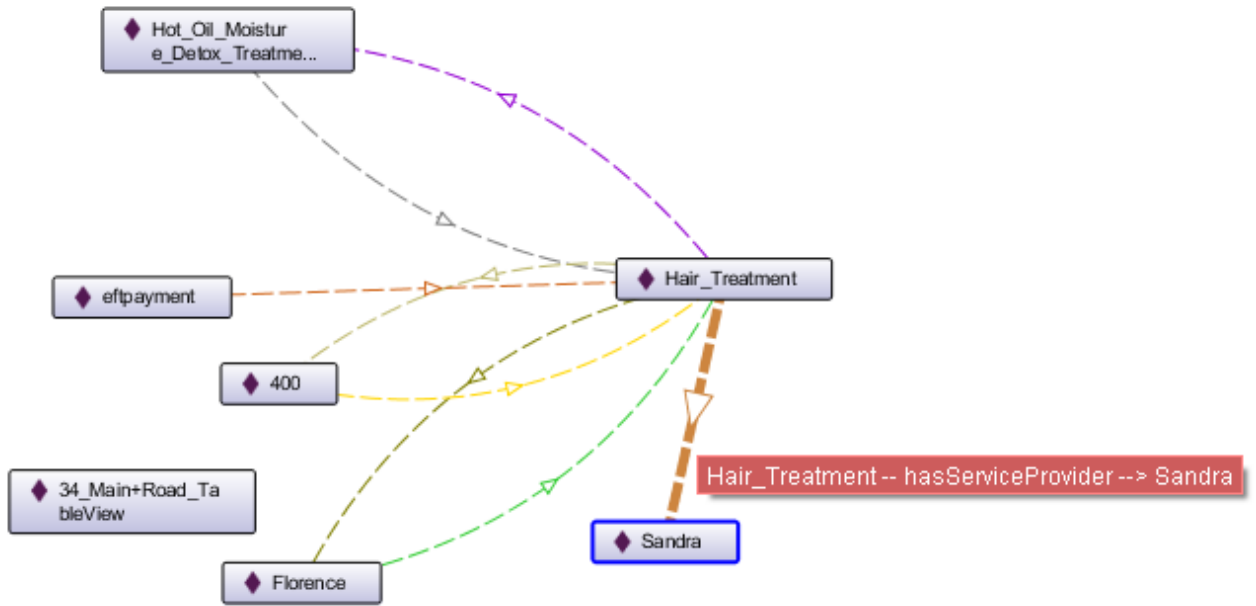 Hot_Oil_Moistur
e_Detox_Treatme...
Hair_Treatment
eftpayment
400
Hair_Treatment -- hasServiceProvider --> Sandra
34_Main+Road_Ta
bleView
Sandra
Florence